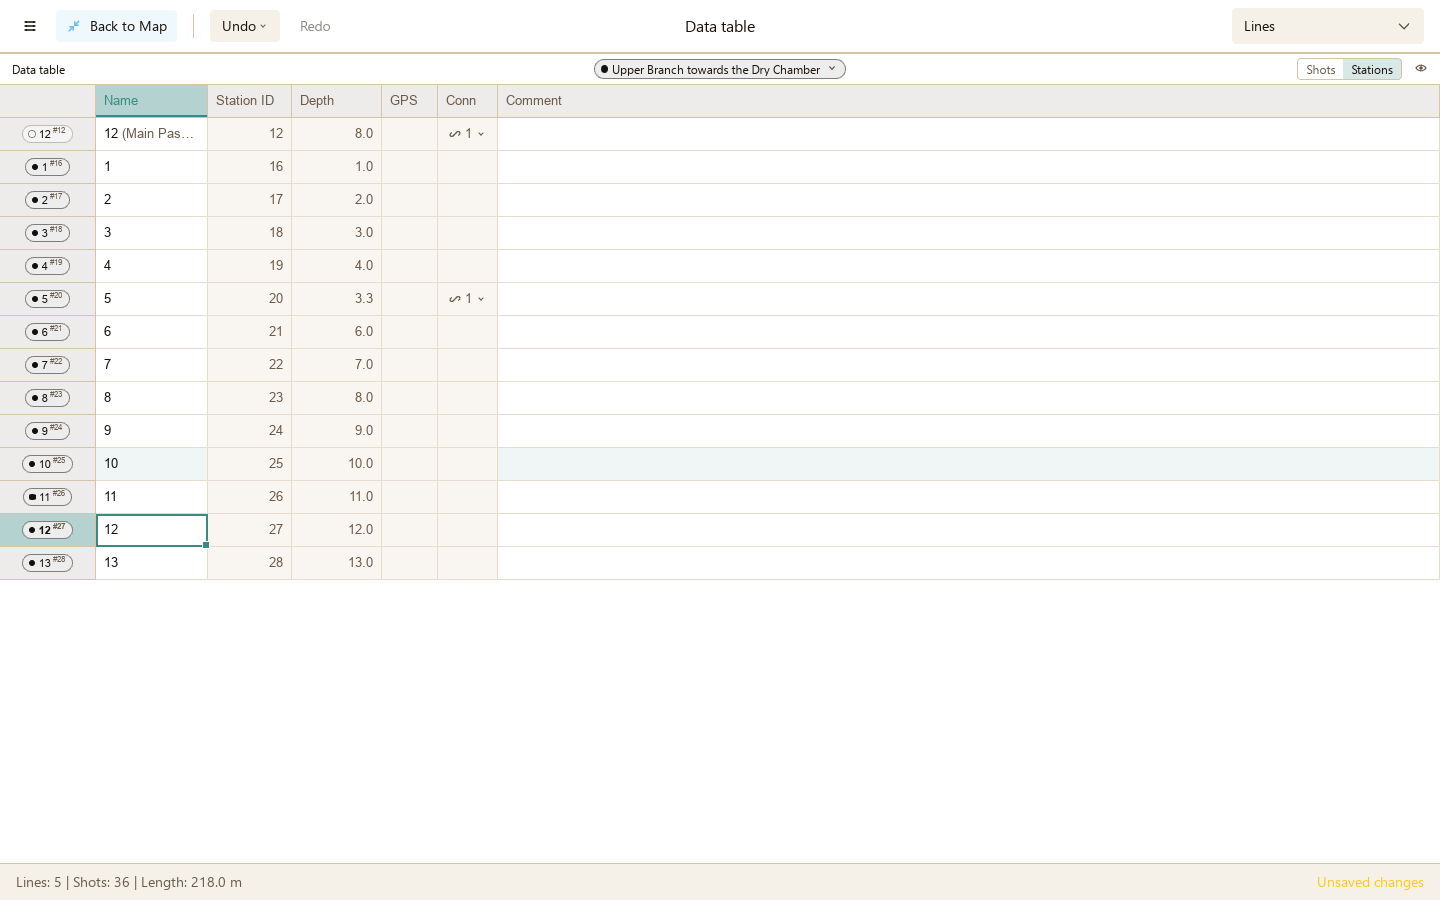 Back to Map Undo Redo Data table Lines
Data table Upper Branch towards the Dry Chamber Shots Stations
Name Station ID Depth GPS Conn Comment
12 #12 12 (Main Pas… 12 8.0 1
1 #16 1 16 1.0
2 #17 2 17 2.0
3 #18 3 18 3.0
4 #19 4 19 4.0
5 #20 5 20 3.3 1
6 #21 6 21 6.0
7 #22 7 22 7.0
8 #23 8 23 8.0
9 #24 9 24 9.0
10 #25 10 25 10.0
11 #26 11 26 11.0
12 #27 12 27 12.0
13 #28 13 28 13.0
Lines: 5 | Shots: 36 | Length: 218.0 m Unsaved changes